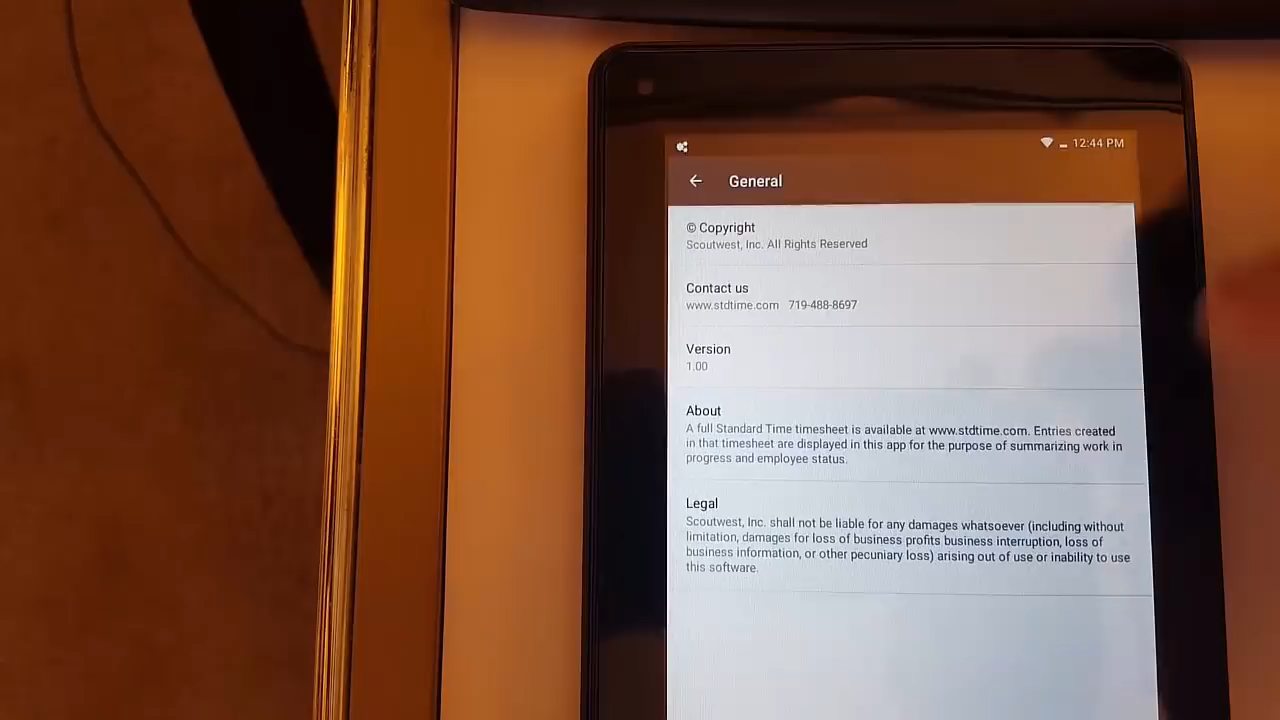 12:44 PM
General
© Copyright
Scoutwest, Inc. All Rights Reserved
Contact us
www.stdtime.com 719-488-8697
Version
1.00
About
A full Standard Time timesheet is available at www.stdtime.com. Entries created
in that timesheet are displayed in this app for the purpose of summarizing work in
progress and employee status.
Legal
Scoutwest, Inc. shall not be liable for any damages whatsoever (including without
limitation, damages for loss of business profits business interruption, loss of
business information, or other pecuniary loss) arising out of use or inability to use
this software.